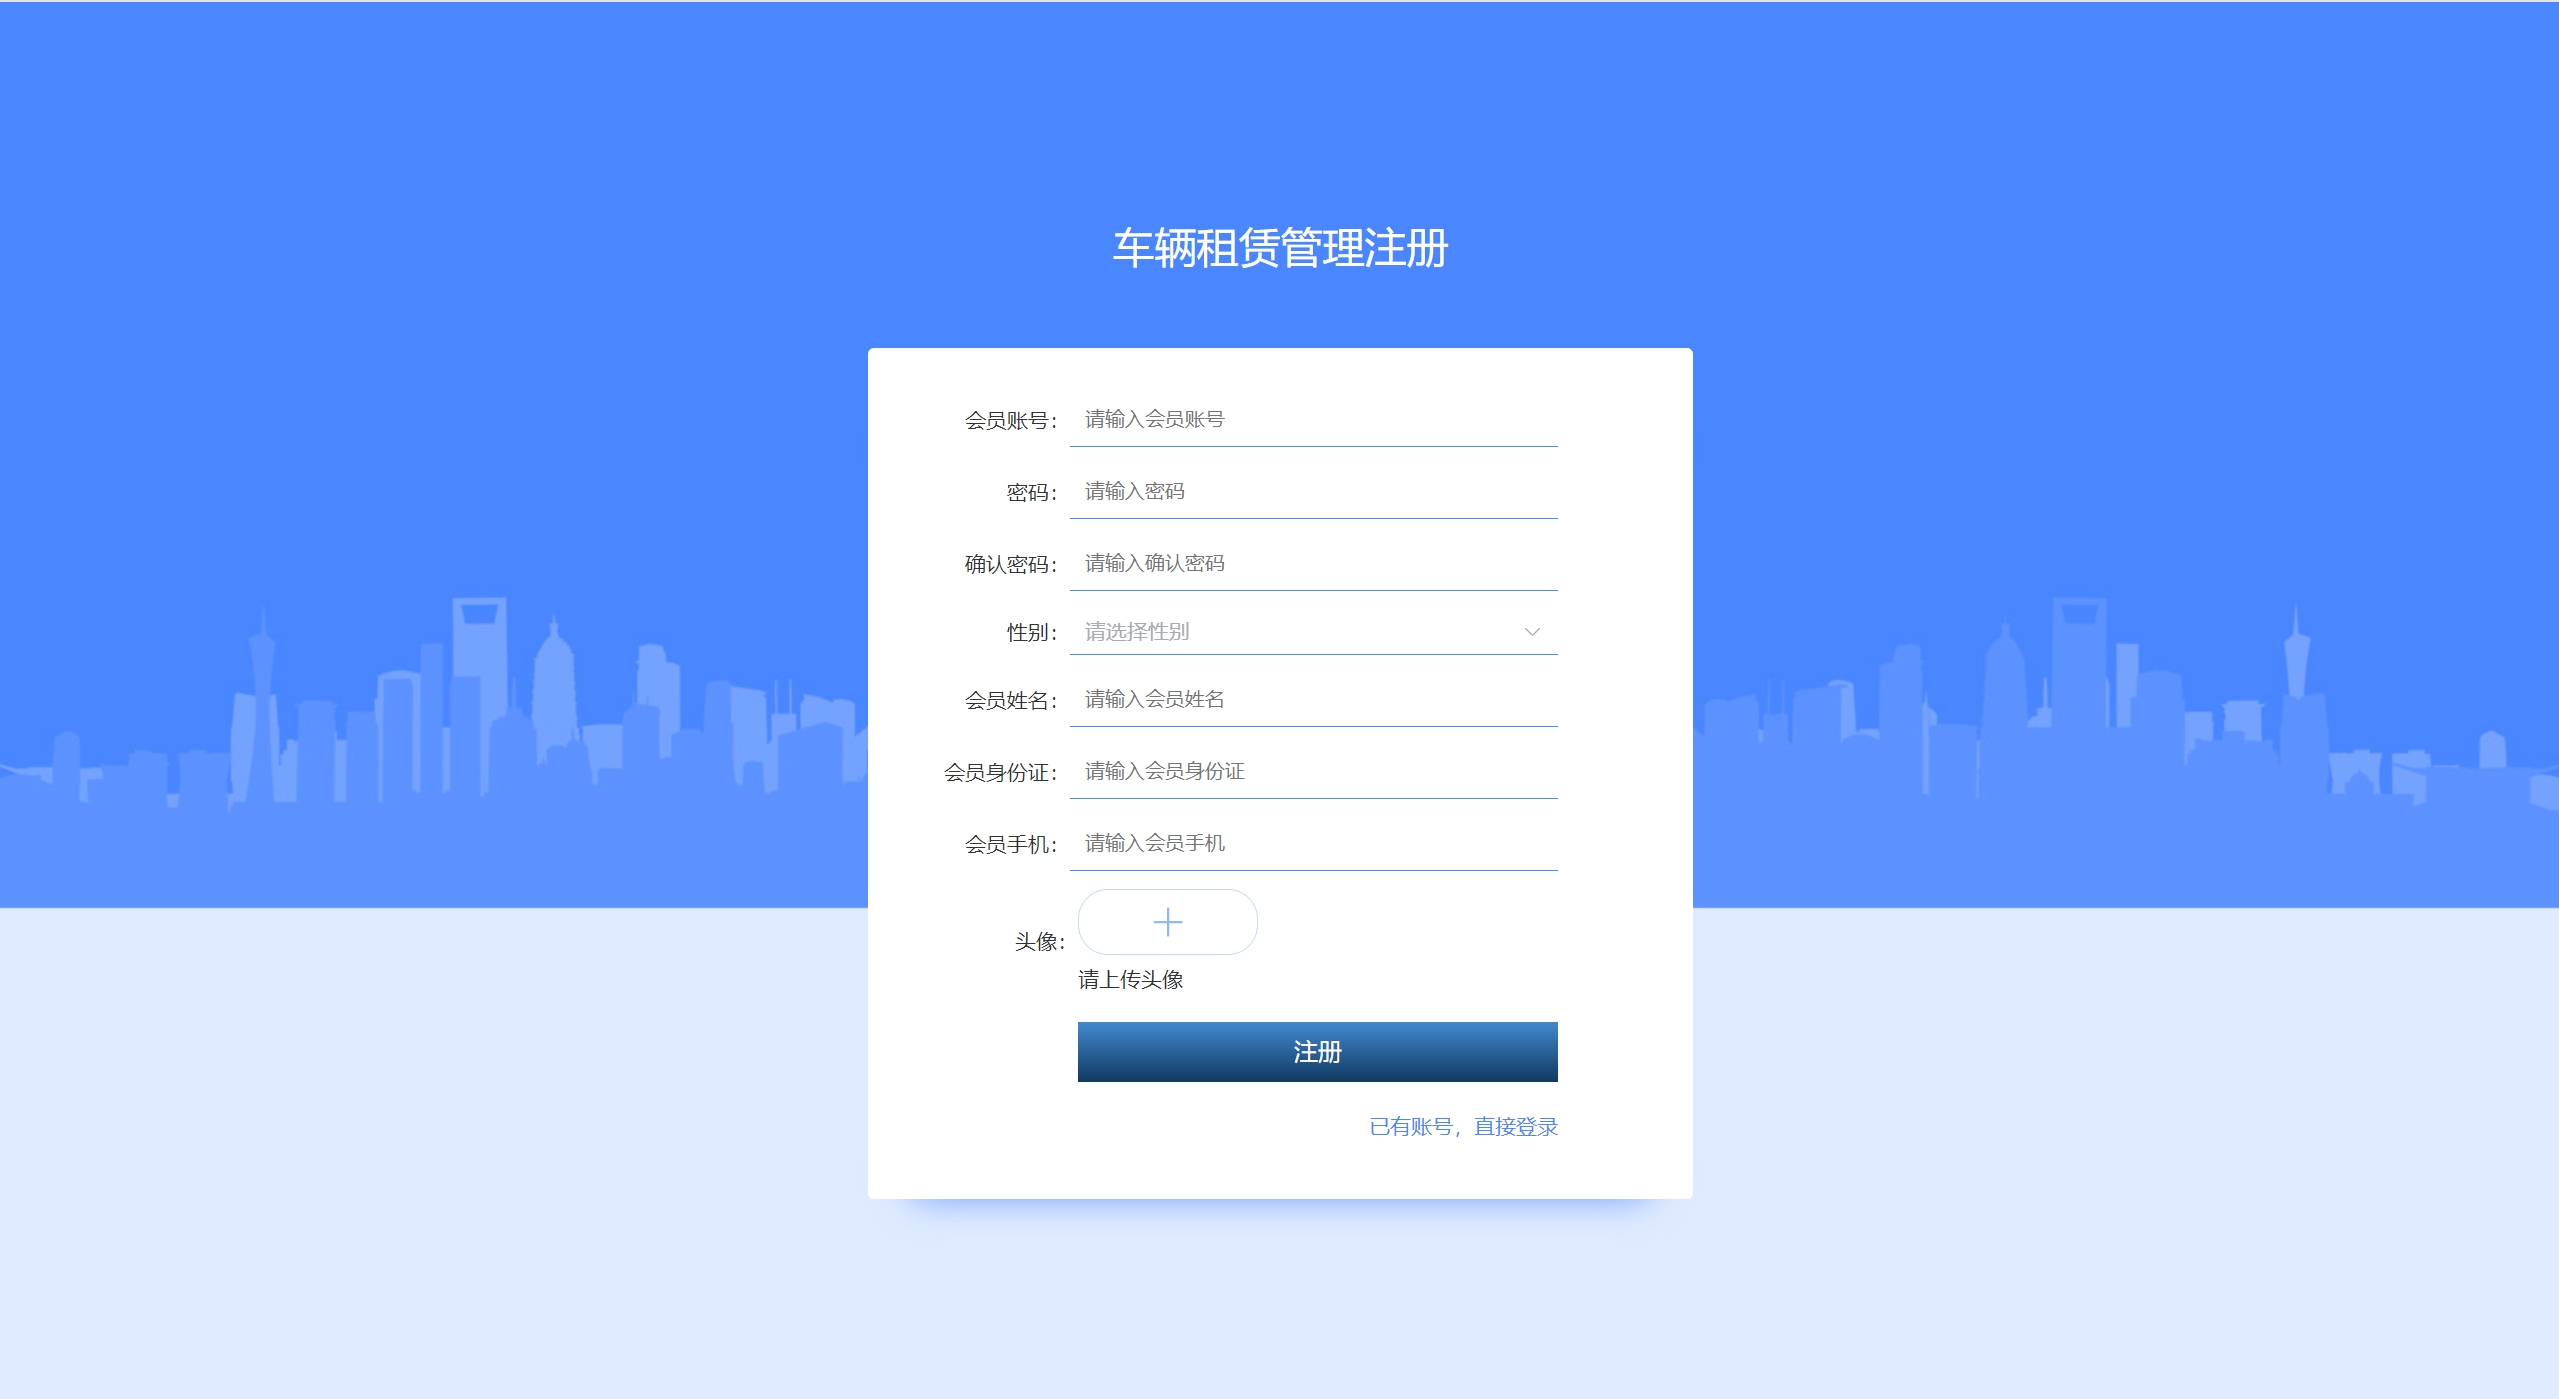 车辆租赁管理注册
会员账号： 请输入会员账号
密码： 请输入密码
确认密码： 请输入确认密码
性别： 请选择性别
会员姓名： 请输入会员姓名
会员身份证： 请输入会员身份证
会员手机： 请输入会员手机
头像：
请上传头像
注册
已有账号，直接登录